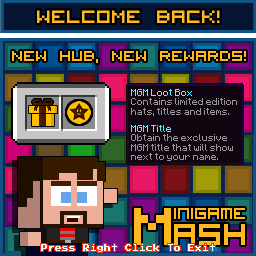 WELCOME BACK!
NEW HUB, NEW REWARDS!
MGM Loot Box
Contains limited edition
hats, titles and items.
MGM Title
Obtain the exclusive
MGM title that will show
next to your name.
MINIGAME
MASH
Press Right Click To Exit